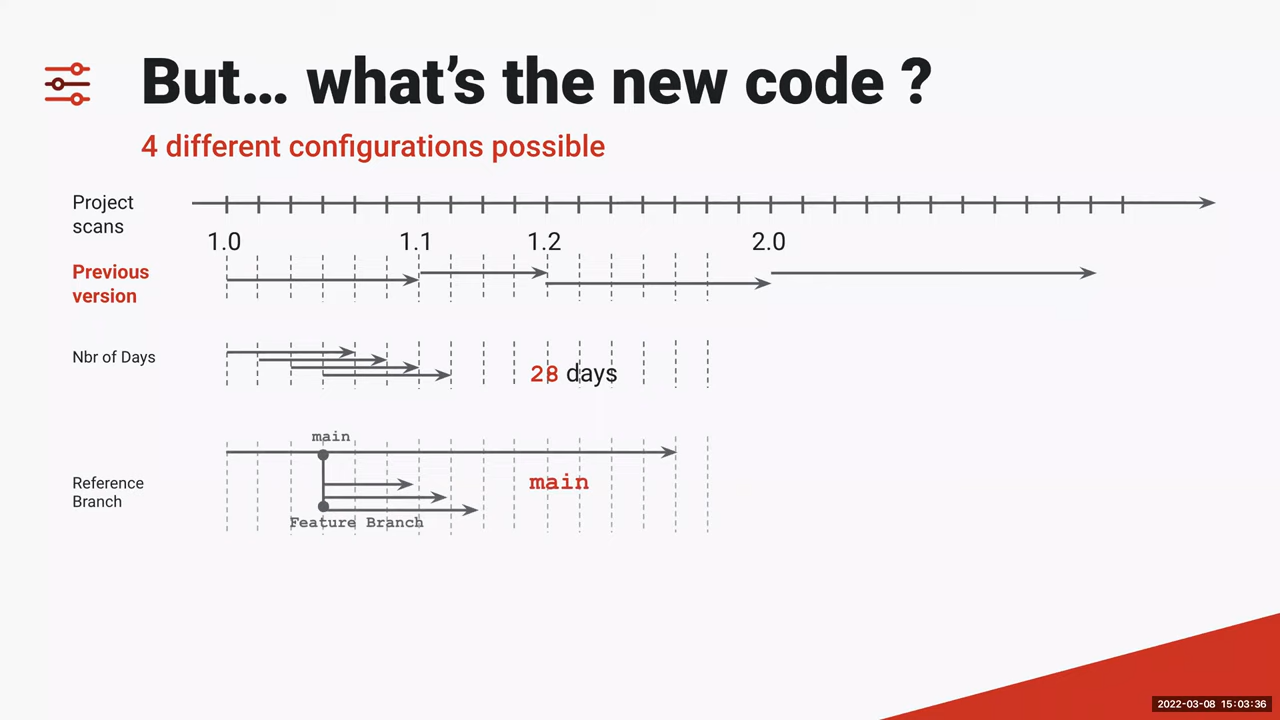 But... what's the new code ?
4 different configurations possible
Project
scans
1.0 1.1 1.2 2.0
Previous
version
Nbr of Days
28 days
main
Reference
Branch
main
Feature Branch
2022-03-08 15:03:36